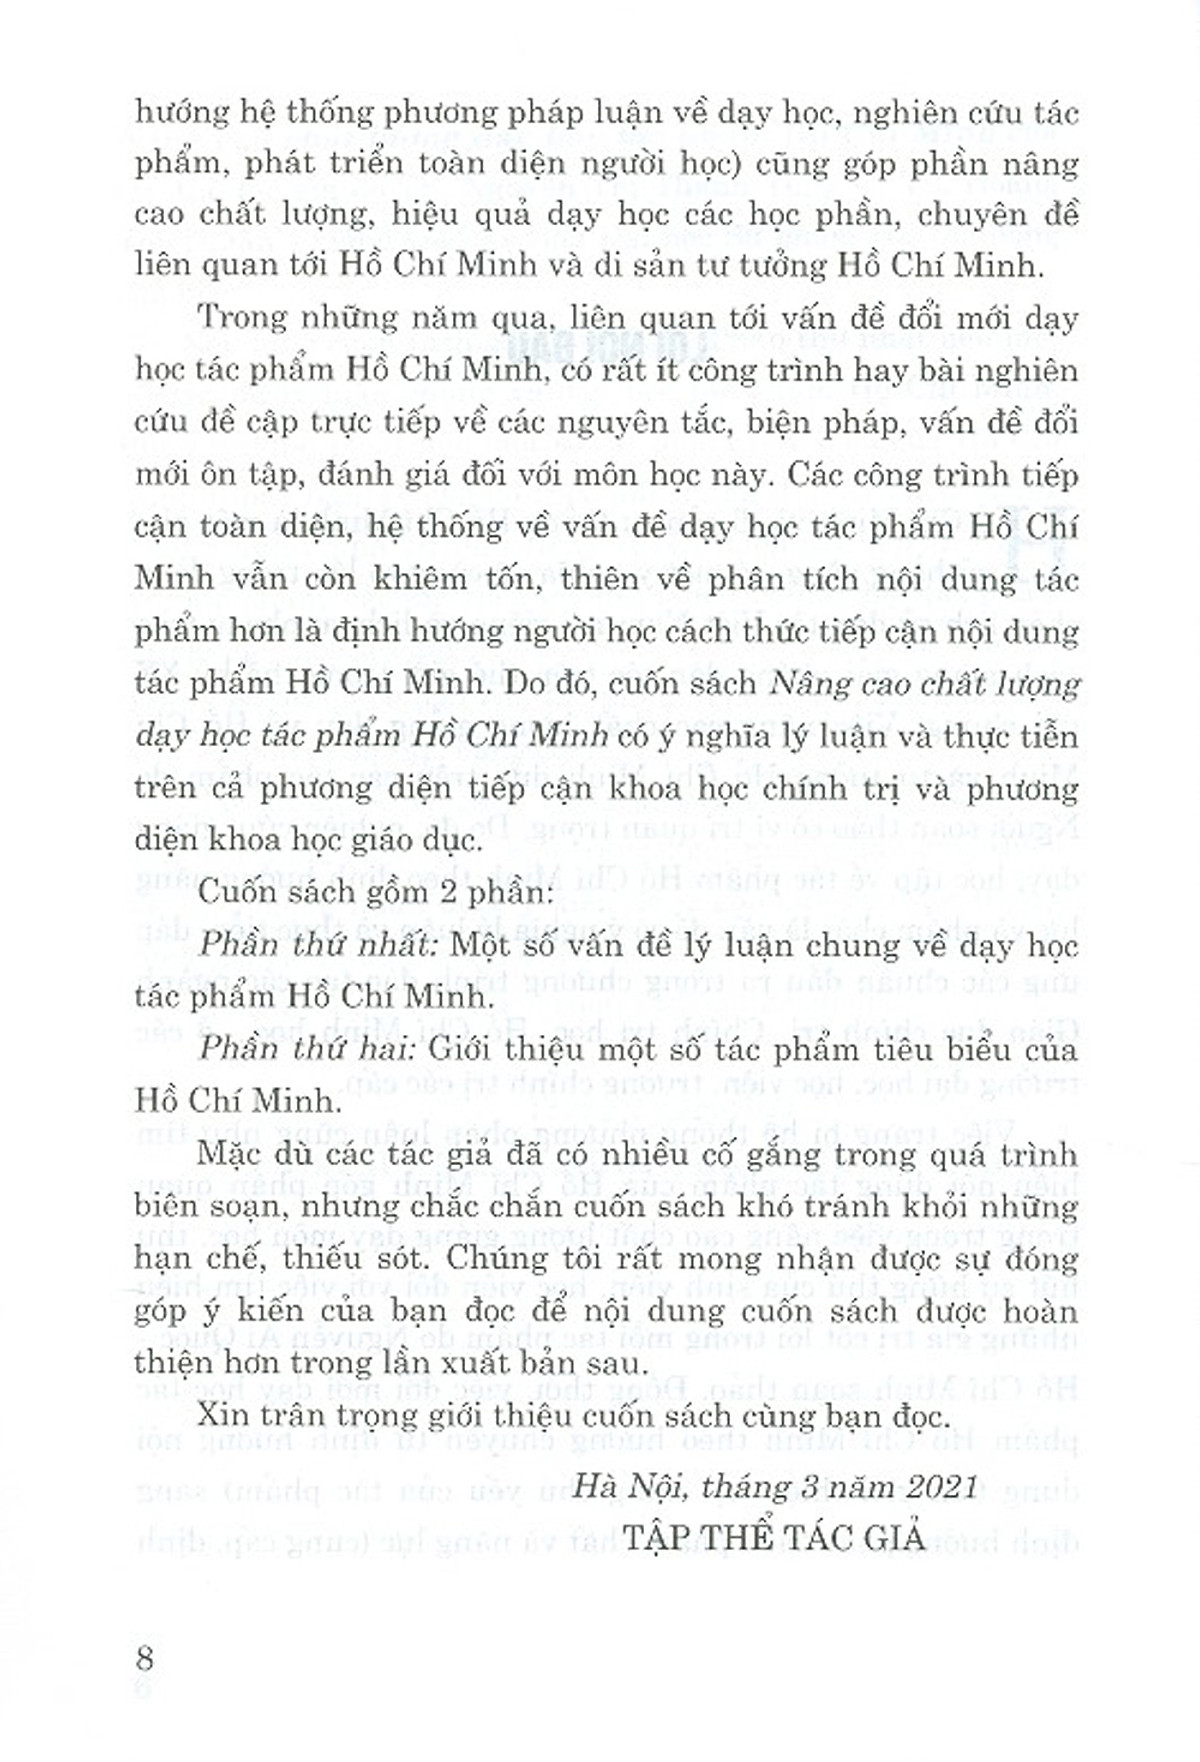 hướng hệ thống phương pháp luận về dạy học, nghiên cứu tác
phẩm, phát triển toàn diện người học) cũng góp phần nâng
cao chất lượng, hiệu quả dạy học các học phần, chuyên đề
liên quan tới Hồ Chí Minh và di sản tư tưởng Hồ Chí Minh.
Trong những năm qua, liên quan tới vấn đề đổi mới dạy
học tác phẩm Hồ Chí Minh, có rất ít công trình hay bài nghiên
cứu đề cập trực tiếp về các nguyên tắc, biện pháp, vấn đề đổi
mới ôn tập, đánh giá đối với môn học này. Các công trình tiếp
cận toàn diện, hệ thống về vấn đề dạy học tác phẩm Hồ Chí
Minh vẫn còn khiêm tốn, thiên về phân tích nội dung tác
phẩm hơn là định hướng người học cách thức tiếp cận nội dung
tác phẩm Hồ Chí Minh. Do đó, cuốn sách Nâng cao chất lượng
dạy học tác phẩm Hồ Chí Minh có ý nghĩa lý luận và thực tiễn
trên cả phương diện tiếp cận khoa học chính trị và phương
diện khoa học giáo dục.
Cuốn sách gồm 2 phần:
Phần thứ nhất: Một số vấn đề lý luận chung về dạy học
tác phẩm Hồ Chí Minh.
Phần thứ hai: Giới thiệu một số tác phẩm tiêu biểu của
Hồ Chí Minh.
Mặc dù các tác giả đã có nhiều cố gắng trong quá trình
biên soạn, nhưng chắc chắn cuốn sách khó tránh khỏi những
hạn chế, thiếu sót. Chúng tôi rất mong nhận được sự đóng
góp ý kiến của bạn đọc để nội dung cuốn sách được hoàn
thiện hơn trong lần xuất bản sau.
Xin trân trọng giới thiệu cuốn sách cùng bạn đọc.
Hà Nội, tháng 3 năm 2021
TẬP THỂ TÁC GIẢ
8